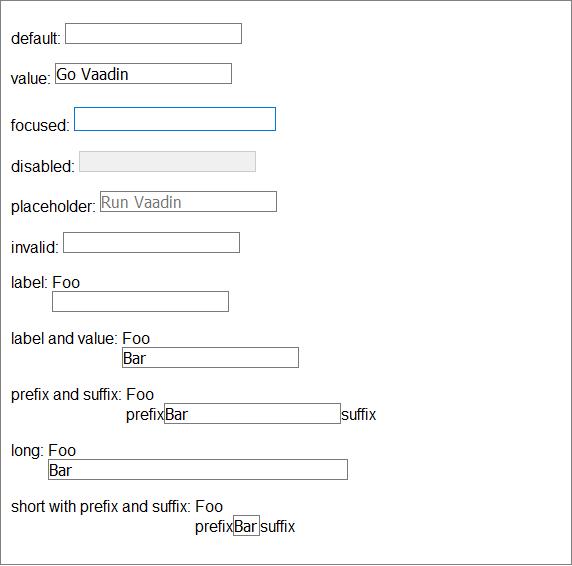 default:
value: Go Vaadin
focused:
disabled:
placeholder: Run Vaadin
invalid:
label: Foo
label and value: Foo
Bar
prefix and suffix: Foo
prefixBarsuffix
long: Foo
Bar
short with prefix and suffix: Foo
prefixBarsuffix